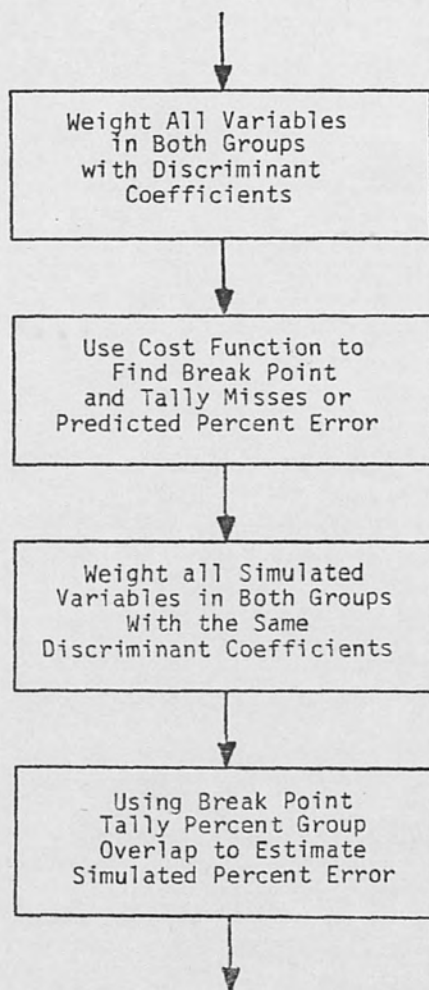 Weight All Variables
in Both Groups
with Discriminant
Coefficients
Use Cost Function to
Find Break Point
and Tally Misses or
Predicted Percent Error
Weight all Simulated
Variables in Both Groups
With the Same
Discriminant Coefficients
Using Break Point
Tally Percent Group
Overlap to Estimate
Simulated Percent Error